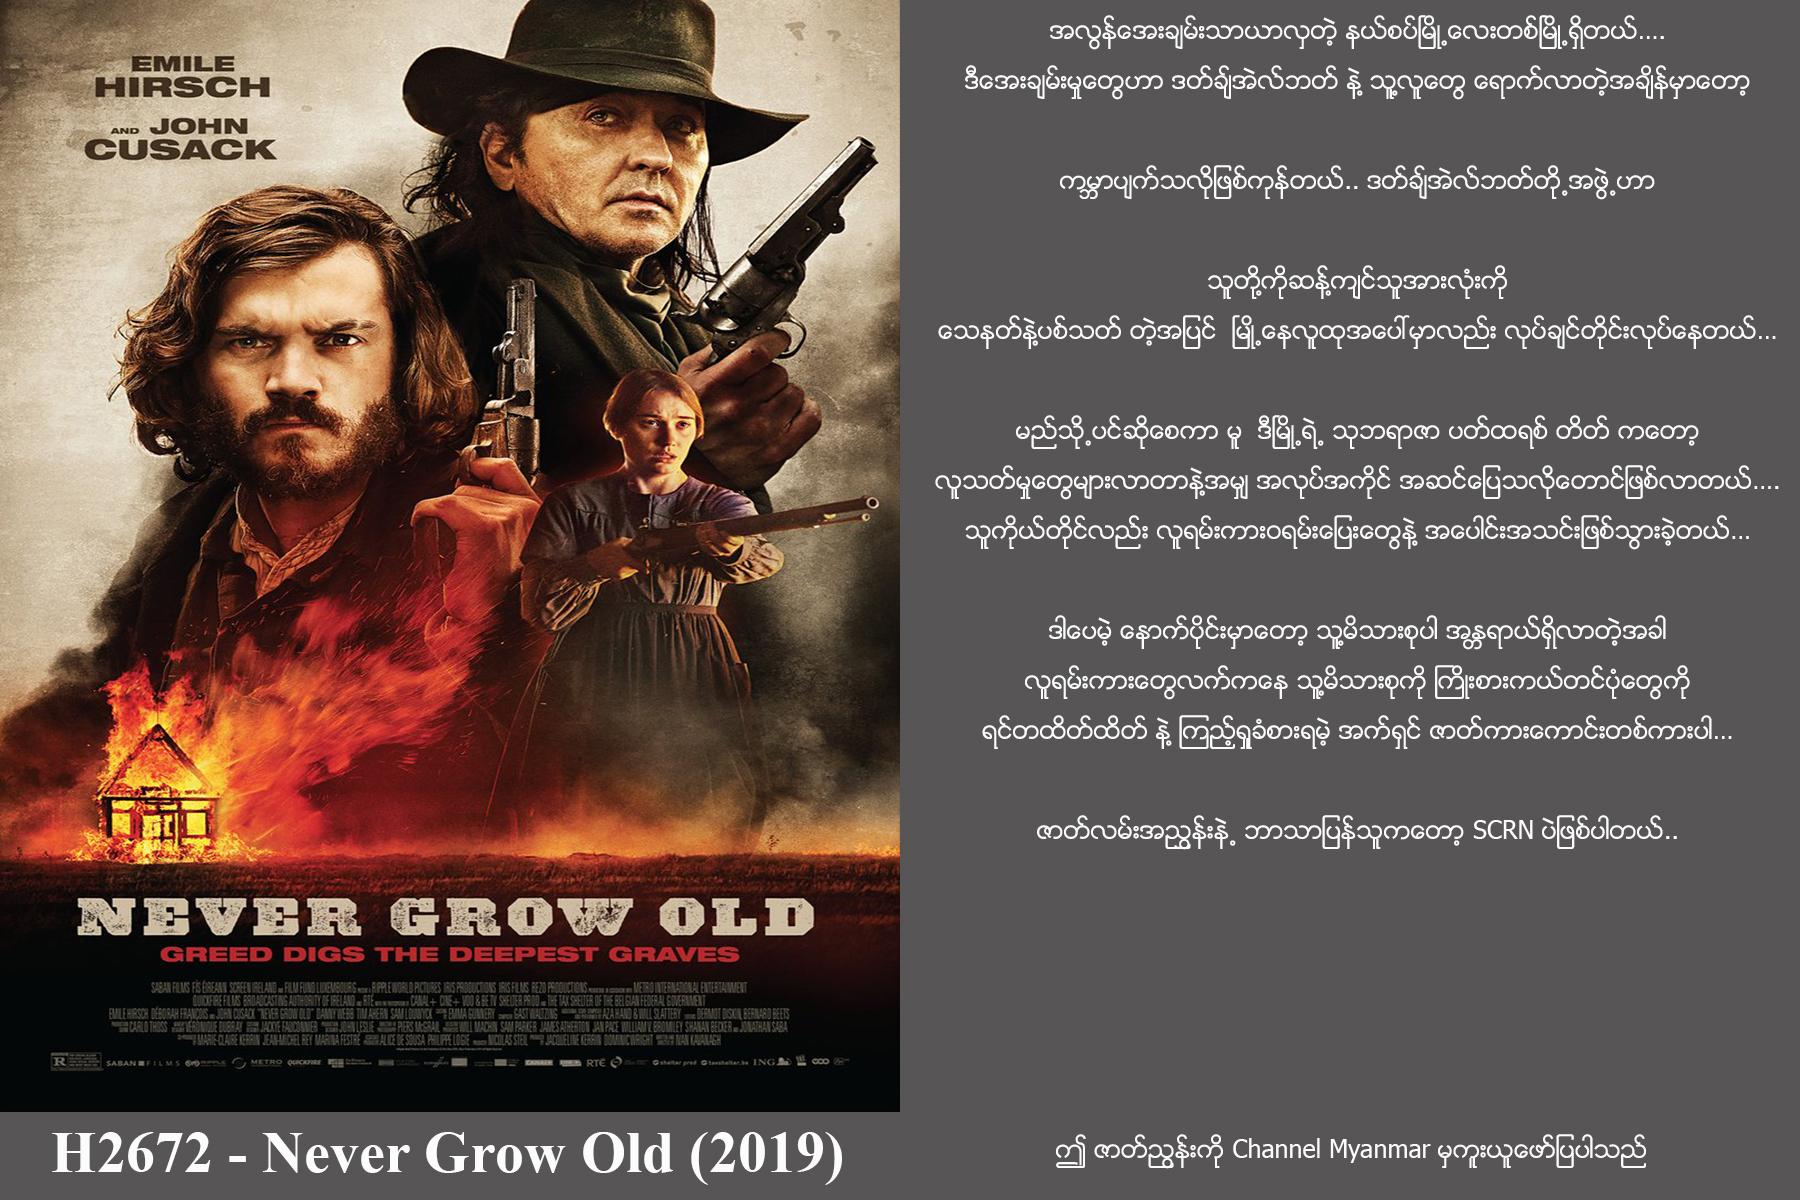 EMILE
HIRSCH
AND JOHN
CUSACK
NEVER GROW OLD
GREED DIGS THE DEEPEST GRAVES
H2672 - Never Grow Old (2019)
အလွန်အေးချမ်းသာယာလှတဲ့ နယ်စပ်မြို့လေးတစ်မြို့ရှိတယ်....
ဒီအေးချမ်းမှုတွေဟာ ဒတ်ချ်အဲလ်ဘတ် နဲ့ သူ့လူတွေ ရောက်လာတဲ့အချိန်မှာတော့
ကမ္ဘာပျက်သလိုဖြစ်ကုန်တယ်.. ဒတ်ချ်အဲလ်ဘတ်တို့အဖွဲ့ဟာ
သူတို့ကိုဆန့်ကျင်သူအားလုံးကို
သေနတ်နဲ့ပစ်သတ် တဲ့အပြင် မြို့နေလူထုအပေါ်မှာလည်း လုပ်ချင်တိုင်းလုပ်နေတယ်...
မည်သို့ပင်ဆိုစေကာ မူ ဒီမြို့ရဲ့ သုဘရာဇာ ပတ်ထရစ် တိတ် ကတော့
လူသတ်မှုတွေများလာတာနဲ့အမျှ အလုပ်အကိုင် အဆင်ပြေသလိုတောင်ဖြစ်လာတယ်....
သူကိုယ်တိုင်လည်း လူရမ်းကားဝရမ်းပြေးတွေနဲ့ အပေါင်းအသင်းဖြစ်သွားခဲ့တယ်...
ဒါပေမဲ့ နောက်ပိုင်းမှာတော့ သူ့မိသားစုပါ အန္တရာယ်ရှိလာတဲ့အခါ
လူရမ်းကားတွေလက်ကနေ သူ့မိသားစုကို ကြိုးစားကယ်တင်ပုံတွေကို
ရင်တထိတ်ထိတ် နဲ့ ကြည့်ရှုခံစားရမဲ့ အက်ရှင် ဇာတ်ကားကောင်းတစ်ကားပါ...
ဇာတ်လမ်းအညွှန်းနဲ့ ဘာသာပြန်သူကတော့ SCRN ပဲဖြစ်ပါတယ်..
ဤ ဇာတ်ညွှန်းကို Channel Myanmar မှကူးယူဖော်ပြပါသည်